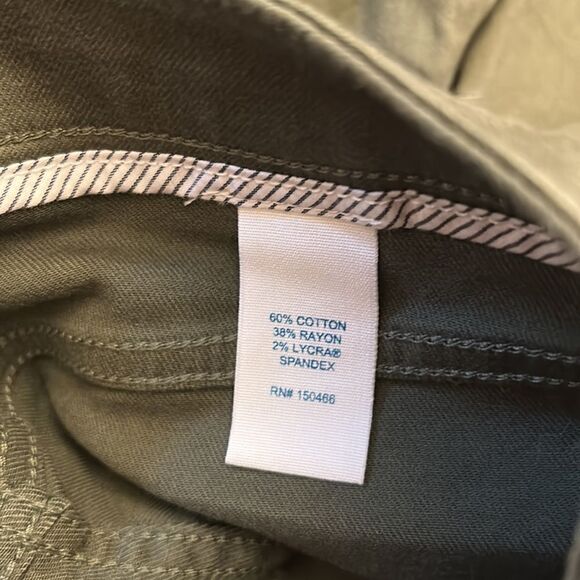 60% COTTON
38% RAYON
2% LYCRA®
SPANDEX
RN# 150466